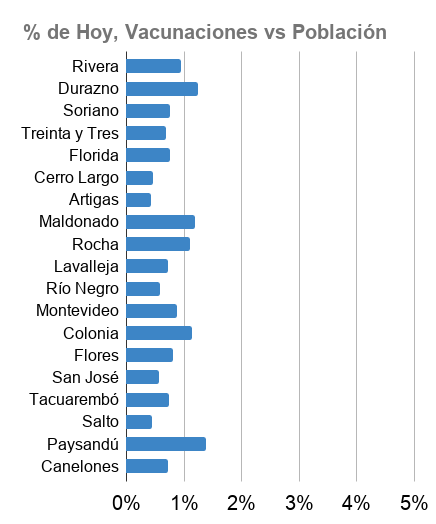 % de Hoy, Vacunaciones vs Población
Rivera
Durazno
Soriano
Treinta y Tres
Florida
Cerro Largo
Artigas
Maldonado
Rocha
Lavalleja
Río Negro
Montevideo
Colonia
Flores
San José
Tacuarembó
Salto
Paysandú
Canelones
0% 1% 2% 3% 4% 5%